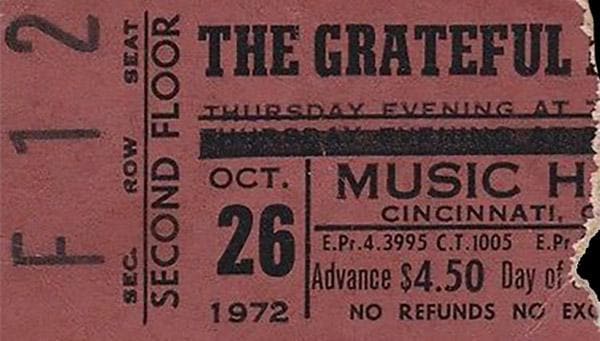 F 1 2
SEC. ROW SEAT
SECOND FLOOR
THE GRATEFUL
THURSDAY EVENING AT
OCT.
26
1972
MUSIC H
CINCINNATI,
E.Pr.4.3995 C.T.1005 E.Pr
Advance $4.50 Day of
NO REFUNDS NO EXC